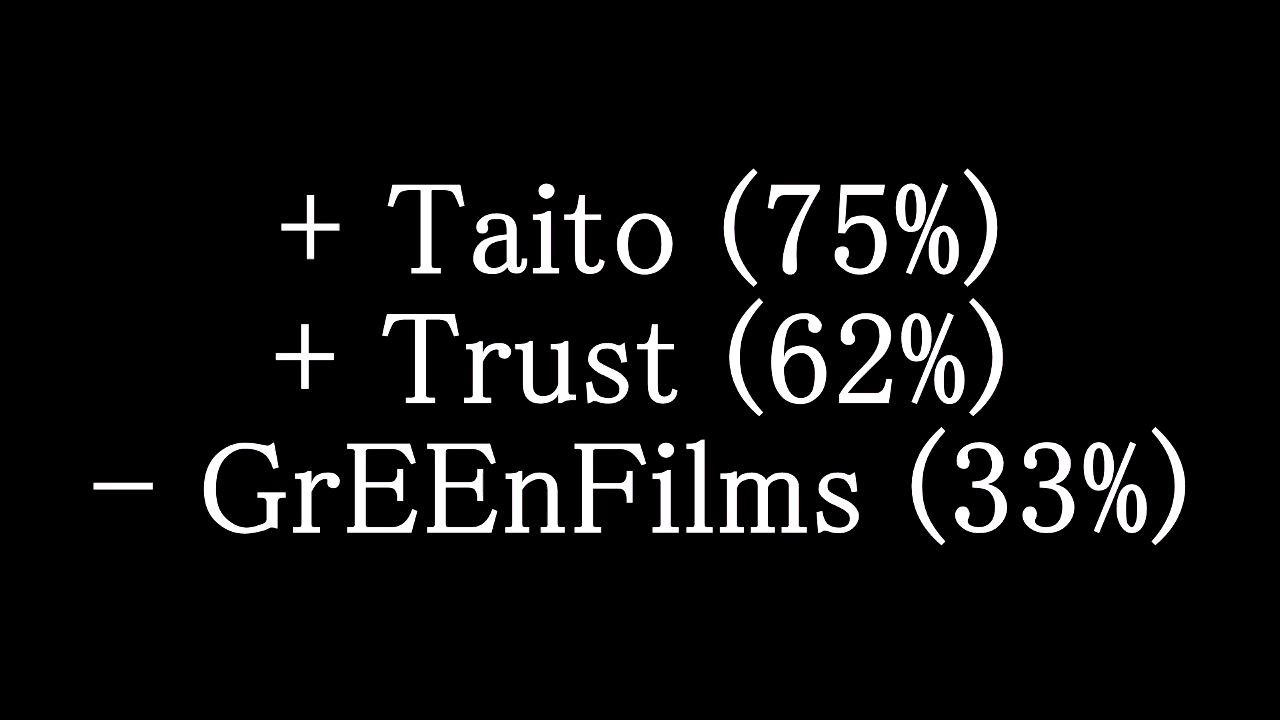 + Taito (75%)
+ Trust (62%)
− GrEEnFilms (33%)